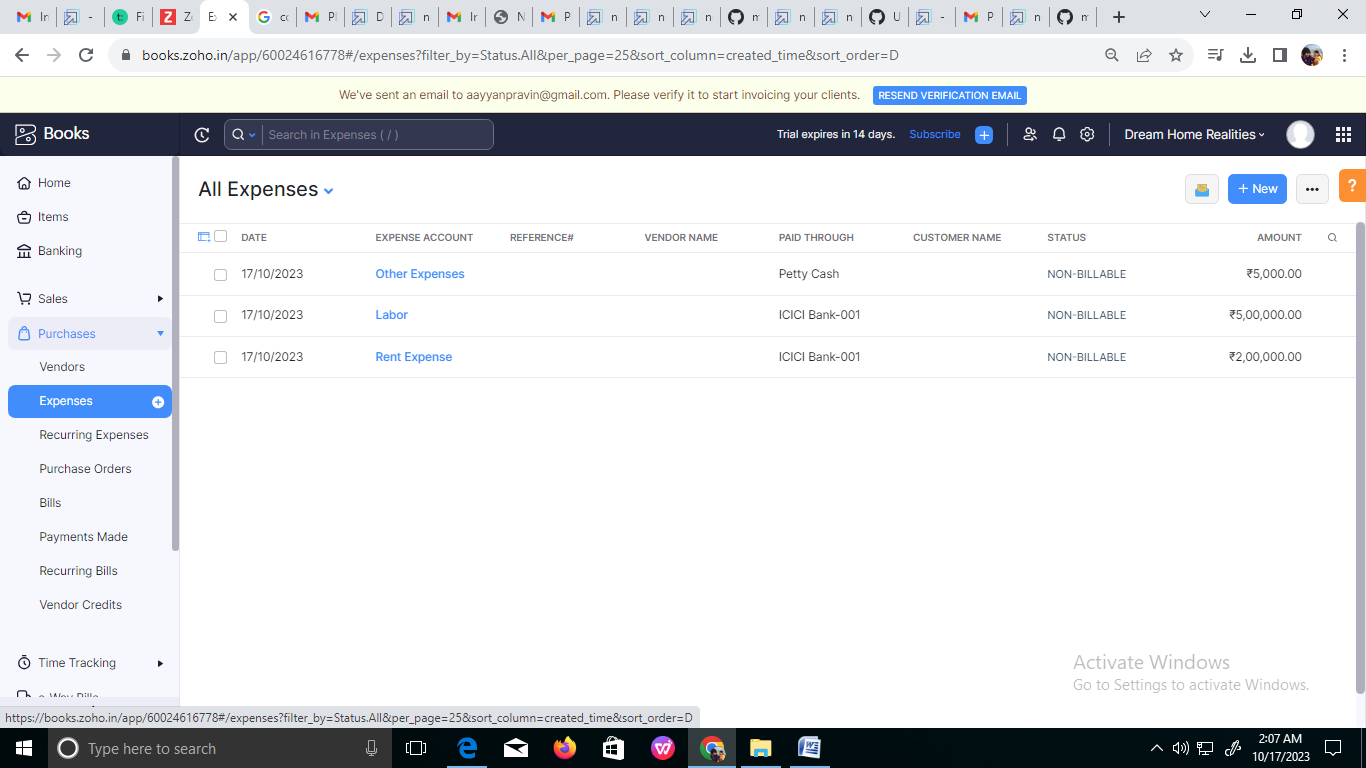 books.zoho.in/app/60024616778#/expenses?filter_by=Status.All&per_page=25&sort_column=created_time&sort_order=D
We've sent an email to aayyanpravin@gmail.com. Please verify it to start invoicing your clients. RESEND VERIFICATION EMAIL
Books
Search in Expenses ( / )
Trial expires in 14 days. Subscribe
Dream Home Realities
Home
Items
Banking
Sales
Purchases
Vendors
Expenses
Recurring Expenses
Purchase Orders
Bills
Payments Made
Recurring Bills
Vendor Credits
Time Tracking
e-Way Bills
All Expenses
+ New
?
DATE EXPENSE ACCOUNT REFERENCE# VENDOR NAME PAID THROUGH CUSTOMER NAME STATUS AMOUNT
17/10/2023 Other Expenses Petty Cash NON-BILLABLE ₹5,000.00
17/10/2023 Labor ICICI Bank-001 NON-BILLABLE ₹5,00,000.00
17/10/2023 Rent Expense ICICI Bank-001 NON-BILLABLE ₹2,00,000.00
Activate Windows
Go to Settings to activate Windows.
https://books.zoho.in/app/60024616778#/expenses?filter_by=Status.All&per_page=25&sort_column=created_time&sort_order=D
Type here to search
2:07 AM
10/17/2023